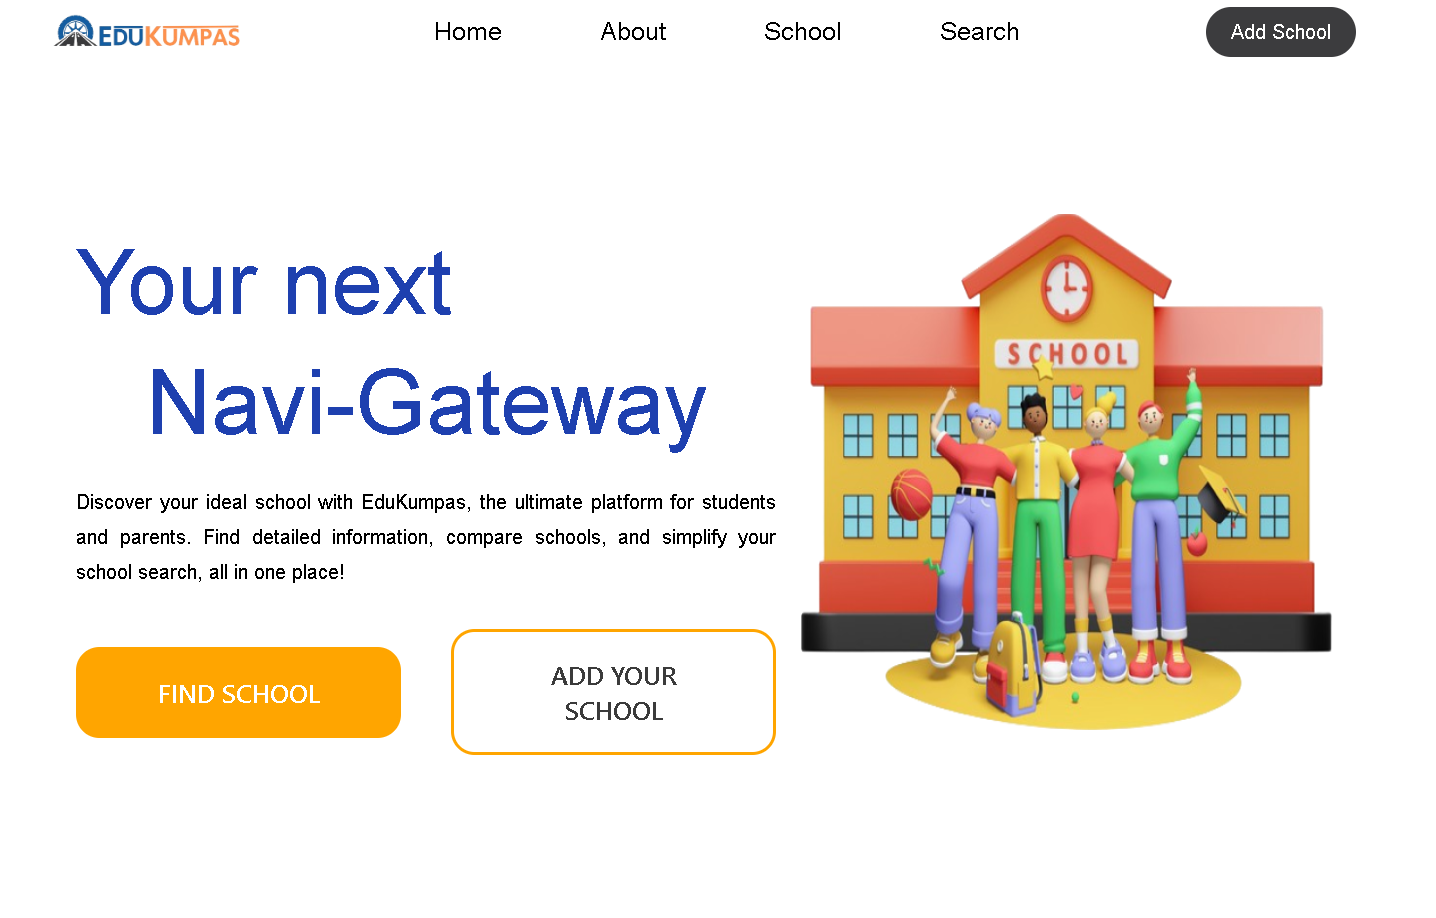 EDUKUMPAS
Home
About
School
Search
Add School
Your next
Navi-Gateway
Discover your ideal school with EduKumpas, the ultimate platform for students
and parents. Find detailed information, compare schools, and simplify your
school search, all in one place!
FIND SCHOOL
ADD YOUR
SCHOOL
SCHOOL